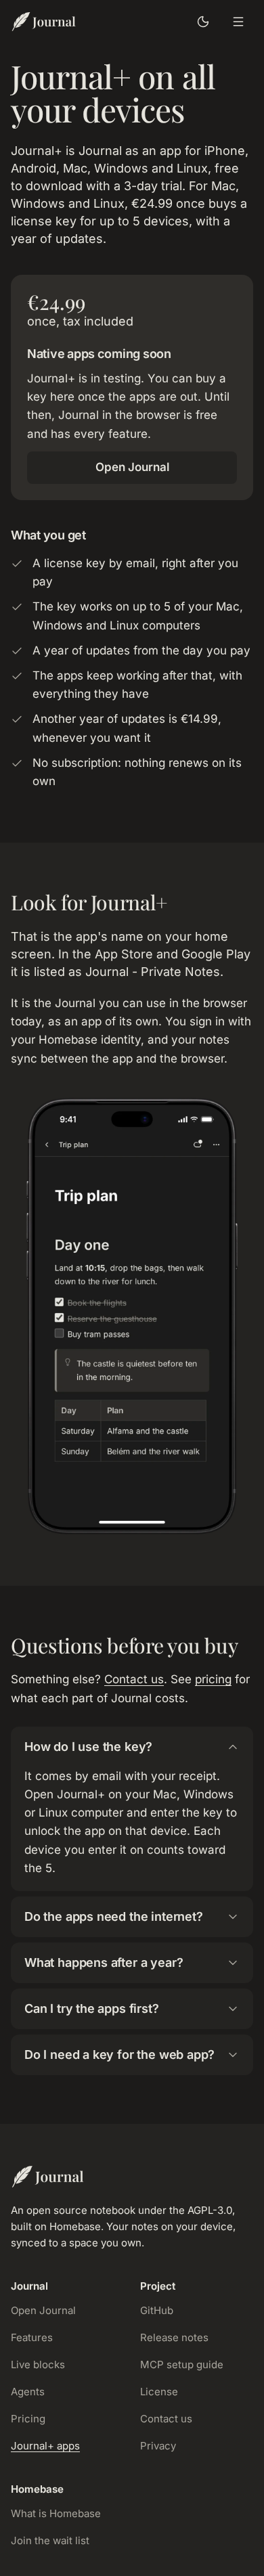 Journal
Journal+ on all
your devices
Journal+ is Journal as an app for iPhone,
Android, Mac, Windows and Linux, free
to download with a 3-day trial. For Mac,
Windows and Linux, €24.99 once buys a
license key for up to 5 devices, with a
year of updates.
€24.99
once, tax included
Native apps coming soon
Journal+ is in testing. You can buy a
key here once the apps are out. Until
then, Journal in the browser is free
and has every feature.
Open Journal
What you get
A license key by email, right after you
pay
The key works on up to 5 of your Mac,
Windows and Linux computers
A year of updates from the day you pay
The apps keep working after that, with
everything they have
Another year of updates is €14.99,
whenever you want it
No subscription: nothing renews on its
own
Look for Journal+
That is the app's name on your home
screen. In the App Store and Google Play
it is listed as Journal - Private Notes.
It is the Journal you can use in the browser
today, as an app of its own. You sign in with
your Homebase identity, and your notes
sync between the app and the browser.
9:41
Trip plan
Trip plan
Day one
Land at 10:15, drop the bags, then walk
down to the river for lunch.
Book the flights
Reserve the guesthouse
Buy tram passes
The castle is quietest before ten
in the morning.
Day Plan
Saturday Alfama and the castle
Sunday Belém and the river walk
Questions before you buy
Something else? Contact us. See pricing for
what each part of Journal costs.
How do I use the key?
It comes by email with your receipt.
Open Journal+ on your Mac, Windows
or Linux computer and enter the key to
unlock the app on that device. Each
device you enter it on counts toward
the 5.
Do the apps need the internet?
What happens after a year?
Can I try the apps first?
Do I need a key for the web app?
Journal
An open source notebook under the AGPL-3.0,
built on Homebase. Your notes on your device,
synced to a space you own.
Journal
Open Journal
Features
Live blocks
Agents
Pricing
Journal+ apps
Project
GitHub
Release notes
MCP setup guide
License
Contact us
Privacy
Homebase
What is Homebase
Join the wait list